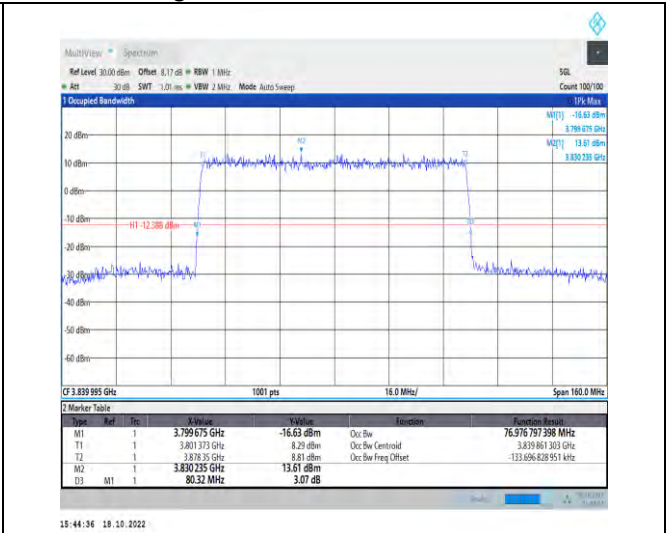 MultiView Spectrum
Ref Level 30.00 dBm Offset 8.17 dB RBW 1 MHz SGL
Att 30 dB SWT 1.01 ms VBW 2 MHz Mode Auto Sweep Count 100/100
1 Occupied Bandwidth 1Pk Max
M1[1] -16.63 dBm
3.799 675 GHz
M2[1] 13.61 dBm
3.830 235 GHz
20 dBm
M2
T1
T2
10 dBm
0 dBm
-10 dBm
H1 -12.388 dBm
M1
-20 dBm
-30 dBm
-40 dBm
-50 dBm
-60 dBm
CF 3.839 995 GHz 1001 pts 16.0 MHz/ Span 160.0 MHz
2 Marker Table
Type Ref Trc X-Value Y-Value Function Function Result
M1 1 3.799 675 GHz -16.63 dBm Occ Bw 76.976 797 398 MHz
T1 1 3.801 373 GHz 8.29 dBm Occ Bw Centroid 3.839 861 303 GHz
T2 1 3.878 35 GHz 8.81 dBm Occ Bw Freq Offset -133.696 828 951 kHz
M2 1 3.830 235 GHz 13.61 dBm
D3 M1 1 80.32 MHz 3.07 dB
15:44:36 18.10.2022